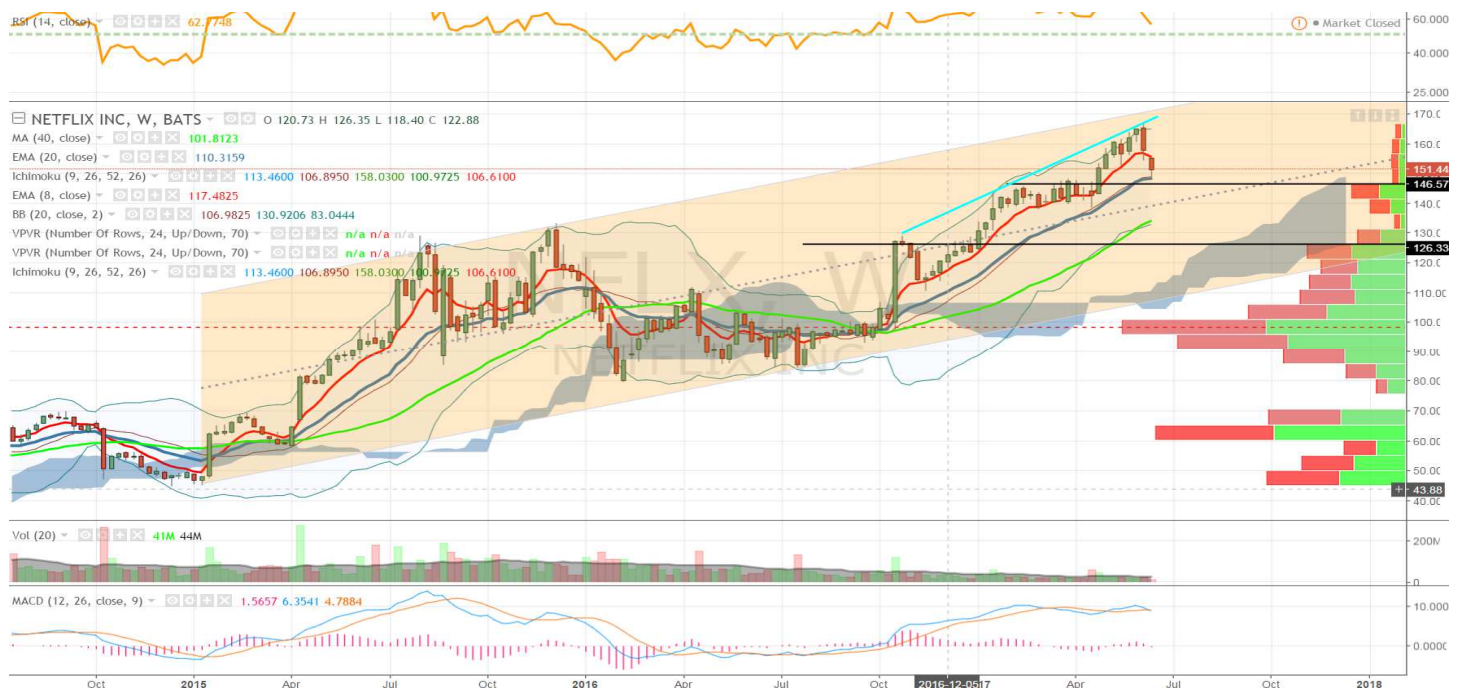 RSI (14, close) 62.7748
Market Closed
60.000
40.000
25.000
NETFLIX INC, W, BATS O 120.73 H 126.35 L 118.40 C 122.88
MA (40, close) 101.8123
EMA (20, close) 110.3159
Ichimoku (9, 26, 52, 26) 113.4600 106.8950 158.0300 100.9725 106.6100
EMA (8, close) 117.4825
BB (20, close, 2) 106.9825 130.9206 83.0444
VPVR (Number Of Rows, 24, Up/Down, 70) n/a n/a n/a
VPVR (Number Of Rows, 24, Up/Down, 70) n/a n/a n/a
Ichimoku (9, 26, 52, 26) 113.4600 106.8950 158.0300 100.9725 106.6100
NFLX, W
NETFLIX INC
170.0
160.0
151.44
146.57
140.0
130.0
126.33
120.0
110.0
100.0
90.00
80.00
70.00
60.00
50.00
43.88
40.00
Vol (20) 41M 44M
200M
0
MACD (12, 26, close, 9) 1.5657 6.3541 4.7884
10.000
0.0000
Oct 2015 Apr Jul Oct 2016 Apr Jul Oct 2016-12-05 17 Apr Jul Oct 2018